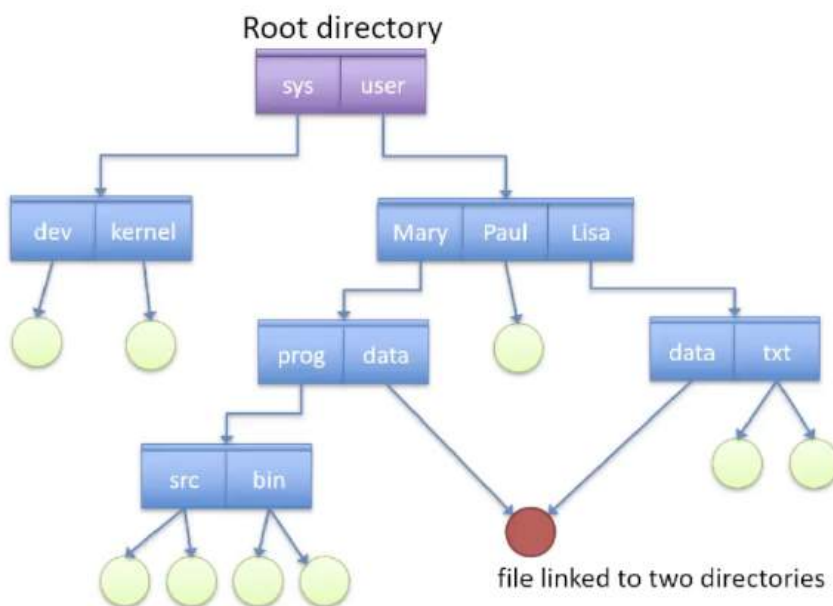 Root directory
sys user
dev kernel
Mary Paul Lisa
prog data
data txt
src bin
file linked to two directories